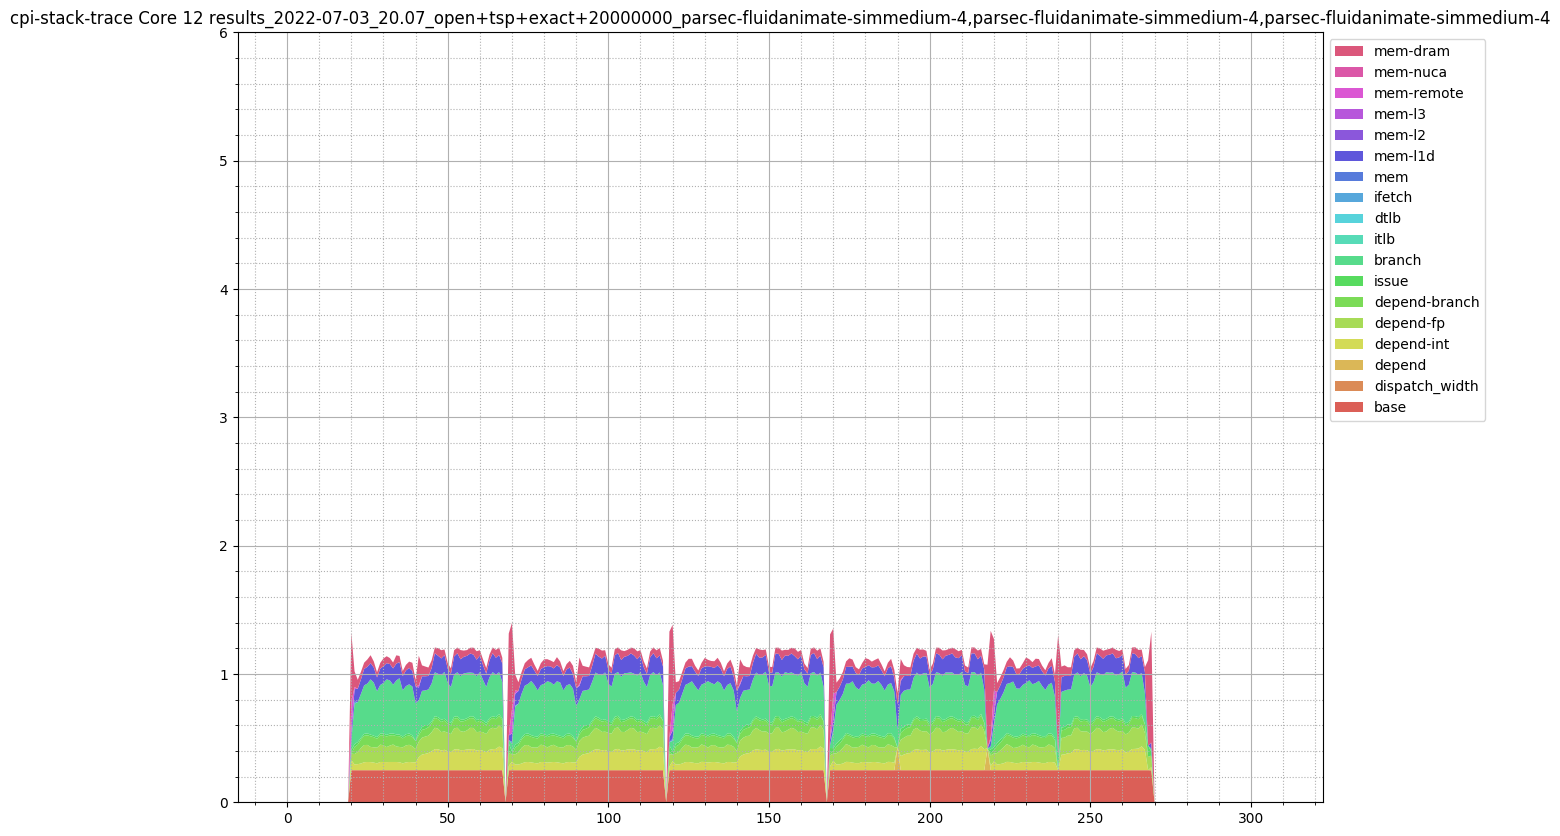 cpi-stack-trace Core 12 results_2022-07-03_20.07_open+tsp+exact+20000000_parsec-fluidanimate-simmedium-4,parsec-fluidanimate-simmedium-4,parsec-fluidanimate-simmedium-4
6
5
4
3
2
1
0
0
50
100
150
200
250
300
mem-dram
mem-nuca
mem-remote
mem-l3
mem-l2
mem-l1d
mem
ifetch
dtlb
itlb
branch
issue
depend-branch
depend-fp
depend-int
depend
dispatch_width
base